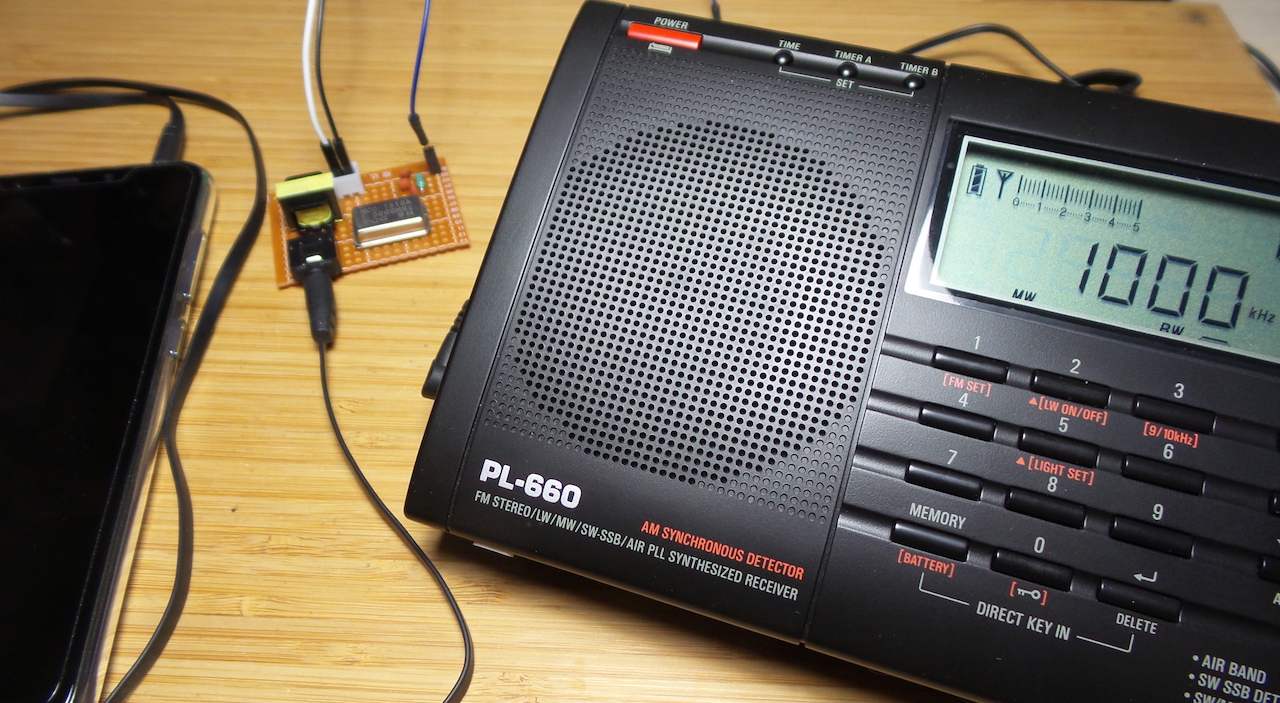 POWER
TIME
TIMER A
TIMER B
SET
0 1 2 3 4 5
1000
kHz
MW
BW
1
2
3
[FM SET]
▲[LW ON/OFF]
[9/10kHz]
4
5
6
▲[LIGHT SET]
7
8
9
MEMORY
0
[BATTERY]
DIRECT KEY IN
DELETE
PL-660
FM STEREO/LW/MW/SW-SSB/AIR PLL SYNTHESIZED RECEIVER
AM SYNCHRONOUS DETECTOR
• AIR BAND
• SW SSB DET